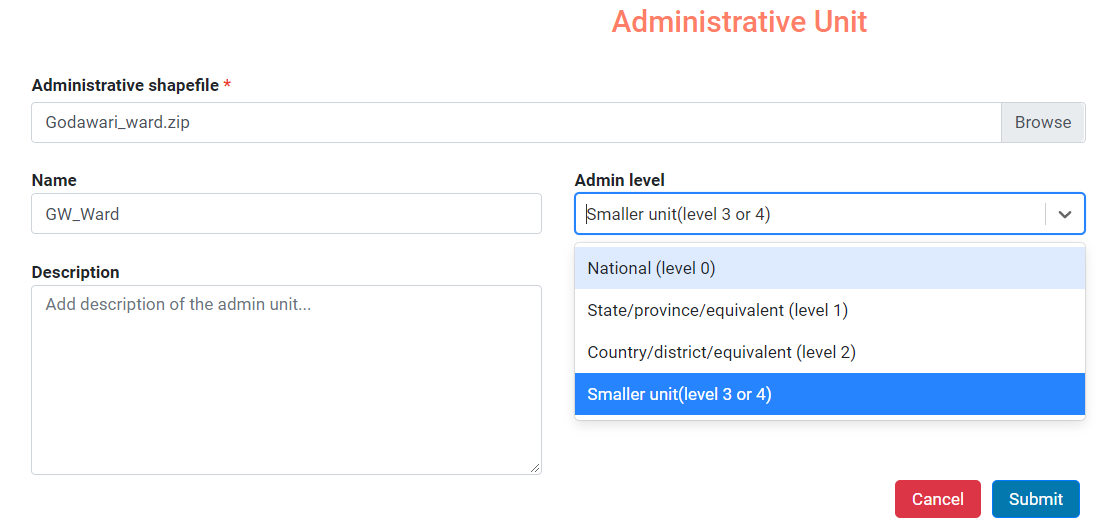 Administrative Unit
Administrative shapefile *
Godawari_ward.zip
Browse
Name
Admin level
GW_Ward
Smaller unit(level 3 or 4)
National (level 0)
Description
Add description of the admin unit...
State/province/equivalent (level 1)
Country/district/equivalent (level 2)
Smaller unit(level 3 or 4)
Cancel
Submit